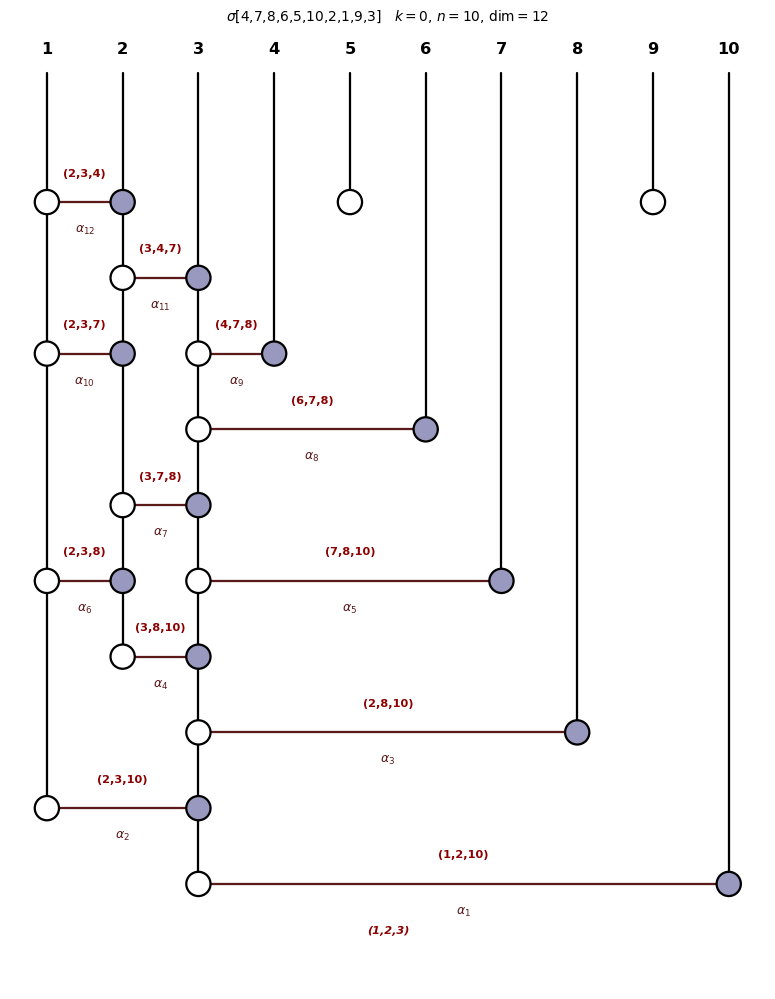 σ[4,7,8,6,5,10,2,1,9,3]   k=0, n=10, dim=12
1 2 3 4 5 6 7 8 9 10
(2,3,4)
α₁₂
(3,4,7)
α₁₁
(2,3,7) (4,7,8)
α₁₀ α₉
(6,7,8)
α₈
(3,7,8)
α₇
(2,3,8) (7,8,10)
α₆ α₅
(3,8,10)
α₄
(2,8,10)
α₃
(2,3,10)
α₂
(1,2,10)
α₁
(1,2,3)